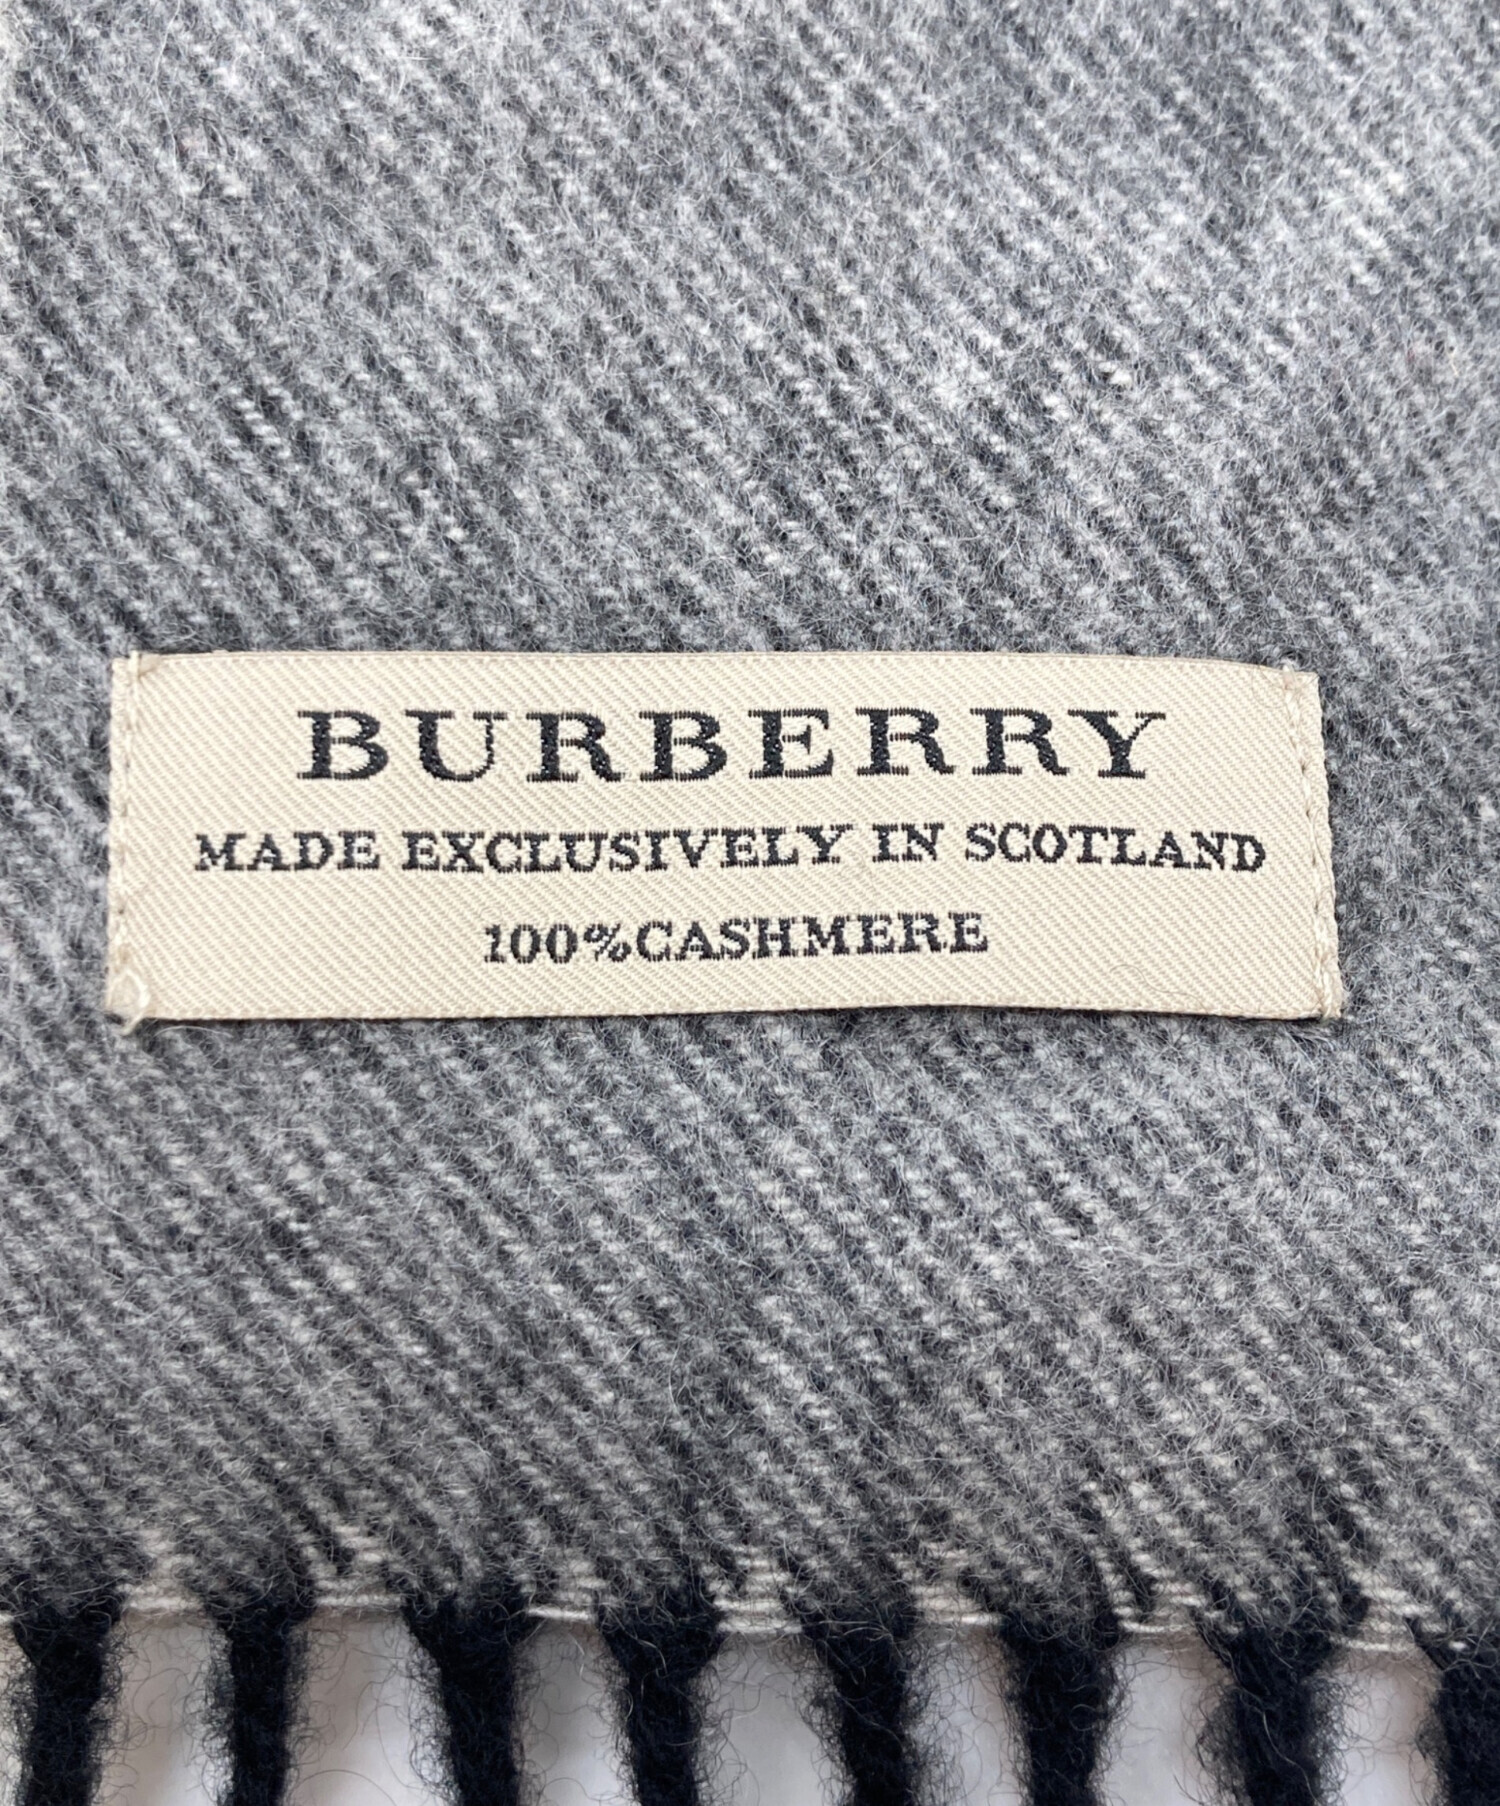 BURBERRY
MADE EXCLUSIVELY IN SCOTLAND
100%CASHMERE